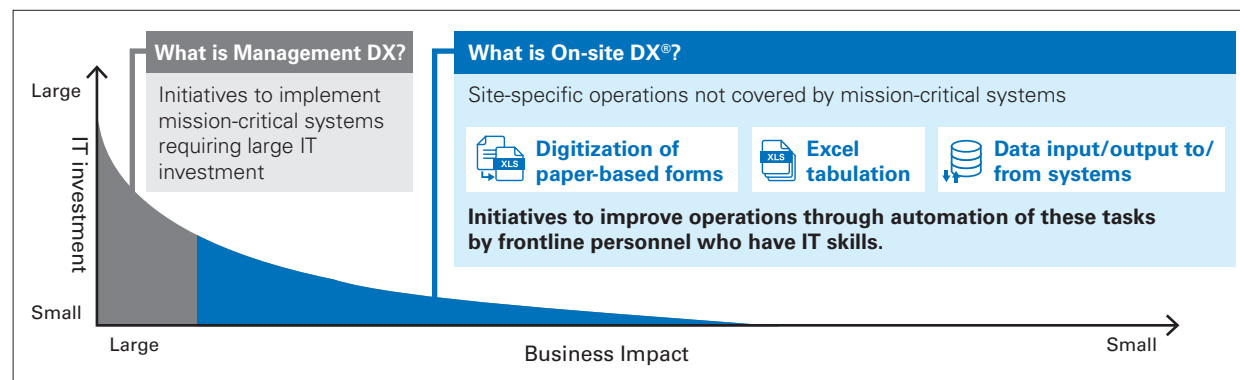 What is Management DX?
Initiatives to implement
mission-critical systems
requiring large IT
investment
What is On-site DX®?
Site-specific operations not covered by mission-critical systems
XLS
Digitization of
paper-based forms
XLS
Excel
tabulation
Data input/output to/
from systems
Initiatives to improve operations through automation of these tasks
by frontline personnel who have IT skills.
Large
IT investment
Small
Large
Business Impact
Small